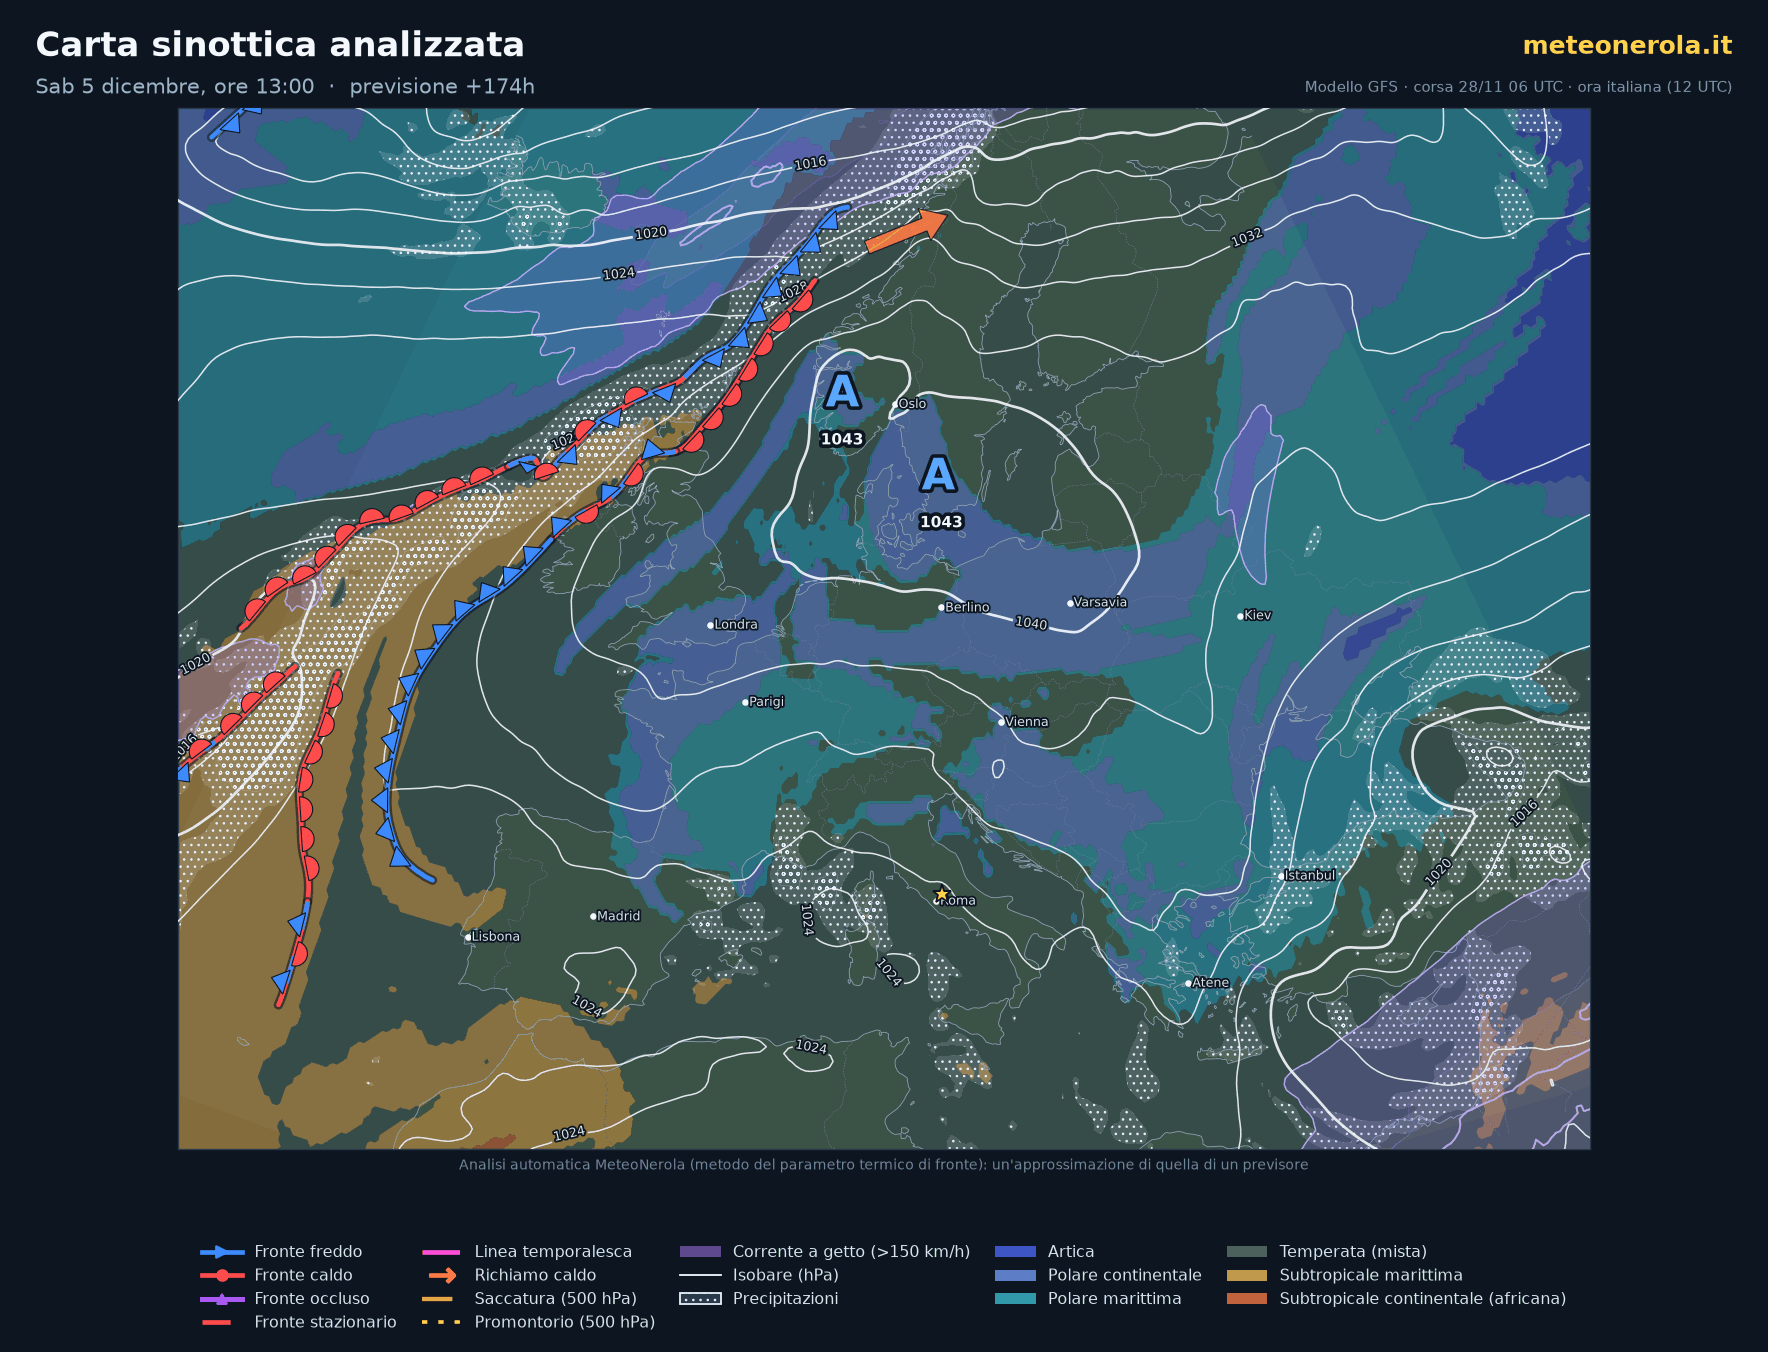 Carta sinottica analizzata
meteonerola.it
Sab 5 dicembre, ore 13:00 · previsione +174h
Modello GFS · corsa 28/11 06 UTC · ora italiana (12 UTC)
1016
1020
1032
1024
1028
A
Oslo
1043
A
1043
Berlino
Varsavia
Kiev
Londra
1040
1020
Parigi
Vienna
1016
1020
Istanbul
Roma
Madrid
1024
Lisbona
1024
Atene
1024
1024
1024
Analisi automatica MeteoNerola (metodo del parametro termico di fronte): un'approssimazione di quella di un previsore
Fronte freddo
Fronte caldo
Fronte occluso
Fronte stazionario
Linea temporalesca
Richiamo caldo
Saccatura (500 hPa)
Promontorio (500 hPa)
Corrente a getto (>150 km/h)
Isobare (hPa)
Precipitazioni
Artica
Polare continentale
Polare marittima
Temperata (mista)
Subtropicale marittima
Subtropicale continentale (africana)